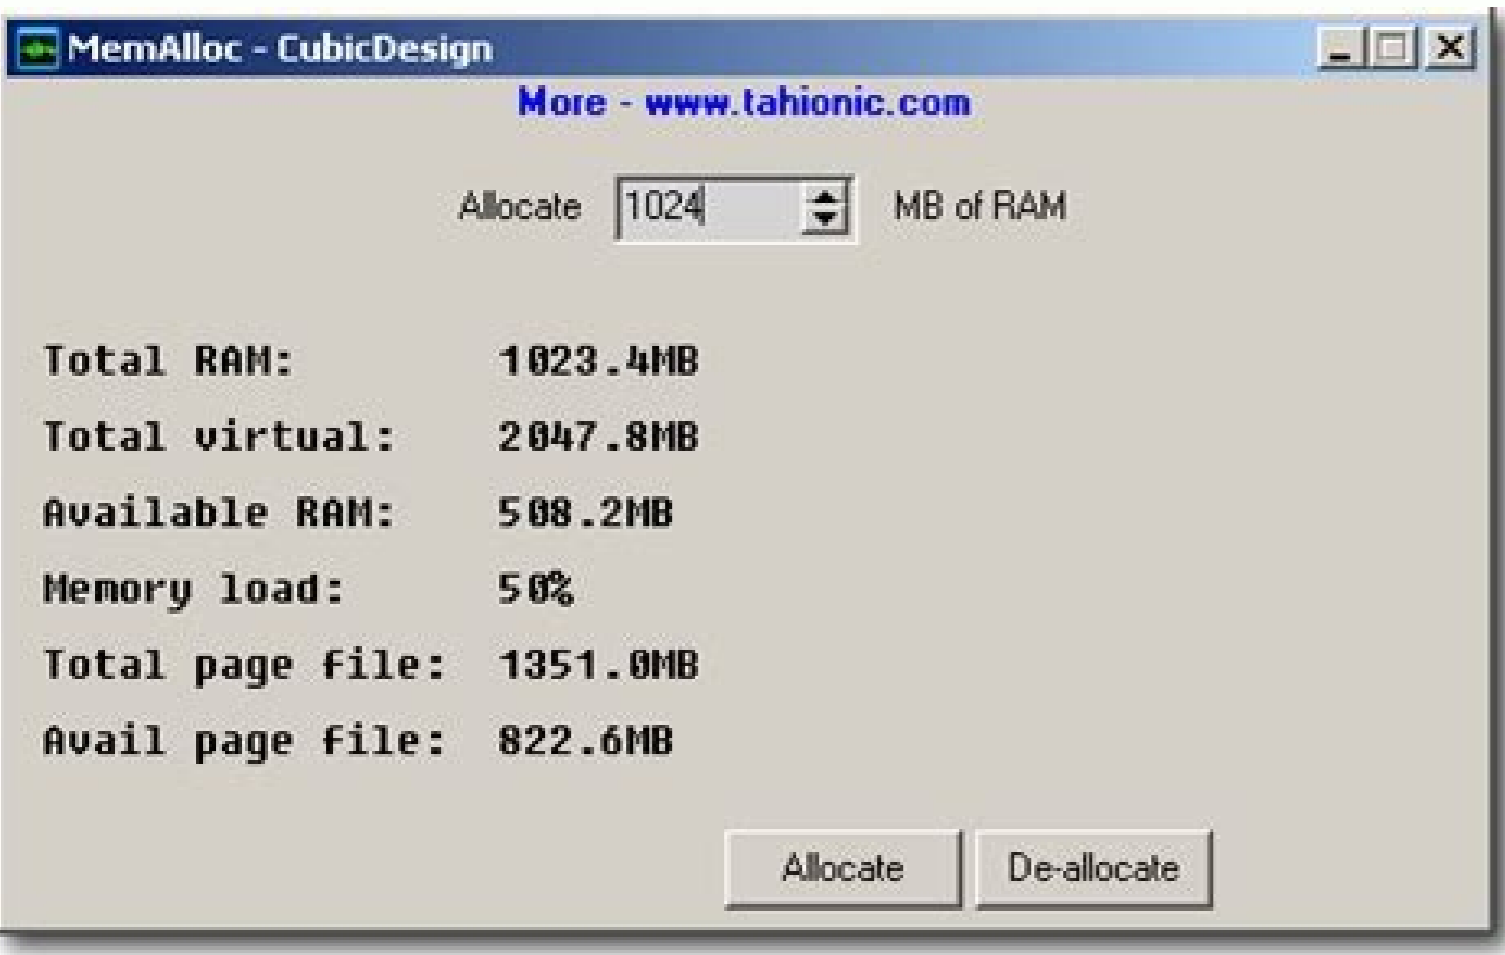 MemAlloc - CubicDesign
More - www.tahionic.com
Allocate 1024 MB of RAM
Total RAM: 1023.4MB
Total virtual: 2047.8MB
Available RAM: 508.2MB
Memory load: 50%
Total page file: 1351.0MB
Avail page file: 822.6MB
Allocate De-allocate